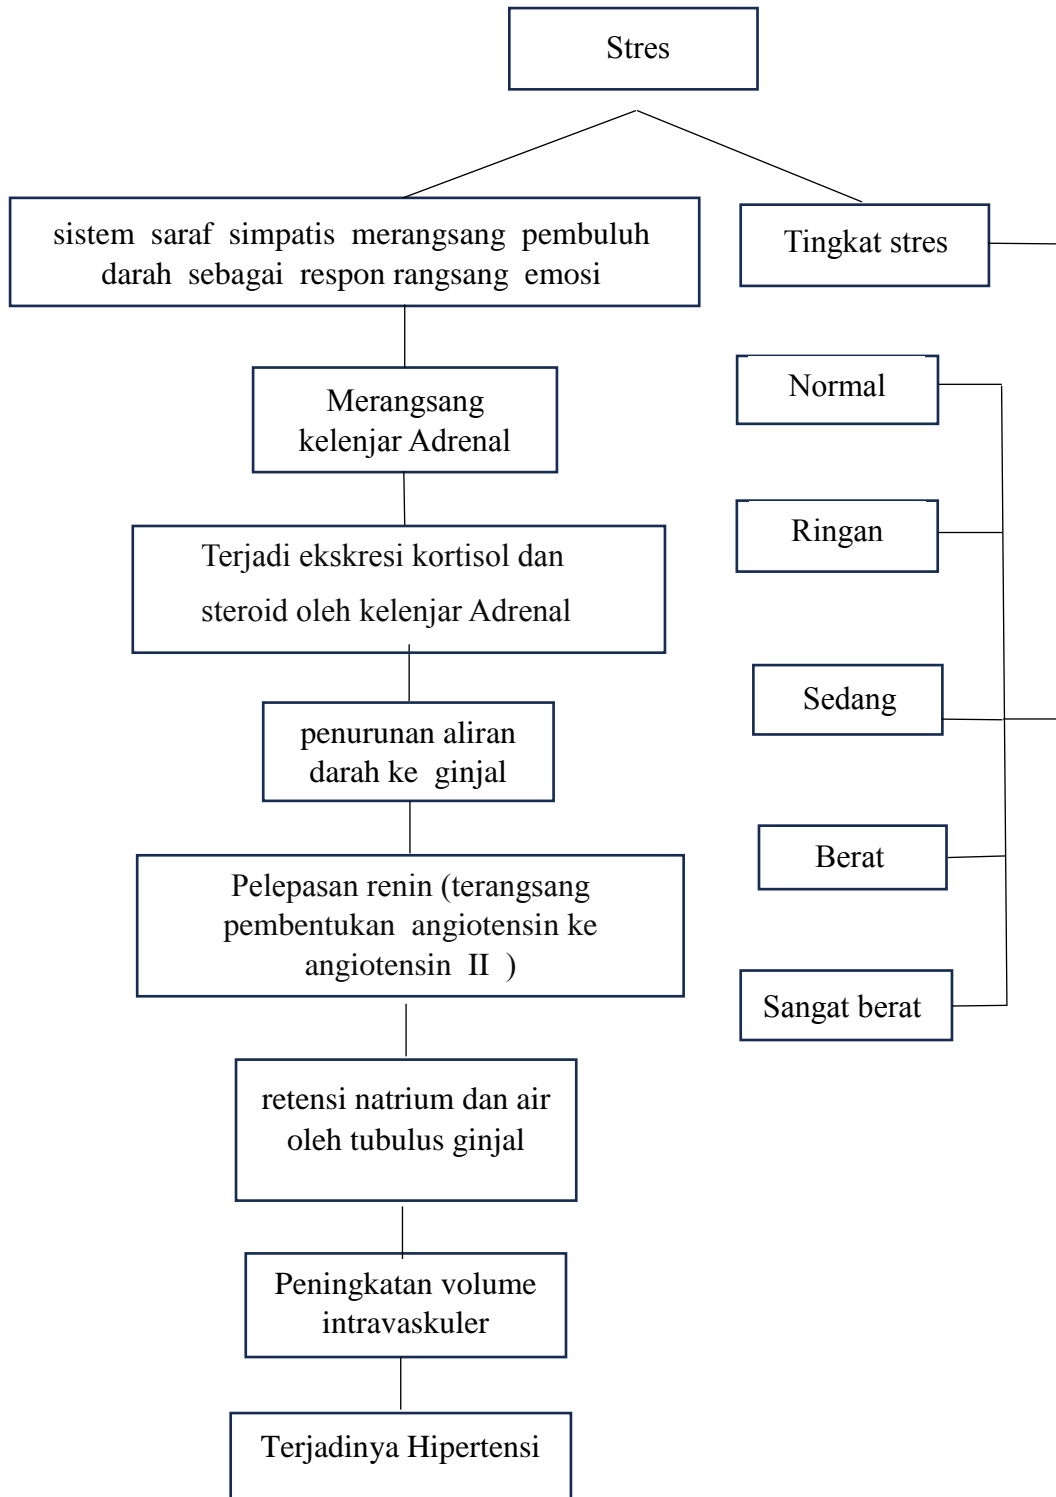 Stres
sistem saraf simpatis merangsang pembuluh
darah sebagai respon rangsang emosi
Tingkat stres
Merangsang
kelenjar Adrenal
Normal
Terjadi ekskresi kortisol dan
steroid oleh kelenjar Adrenal
Ringan
penurunan aliran
darah ke ginjal
Sedang
Pelepasan renin (terangsang
pembentukan angiotensin ke
angiotensin II )
Berat
Sangat berat
retensi natrium dan air
oleh tubulus ginjal
Peningkatan volume
intravaskuler
Terjadinya Hipertensi